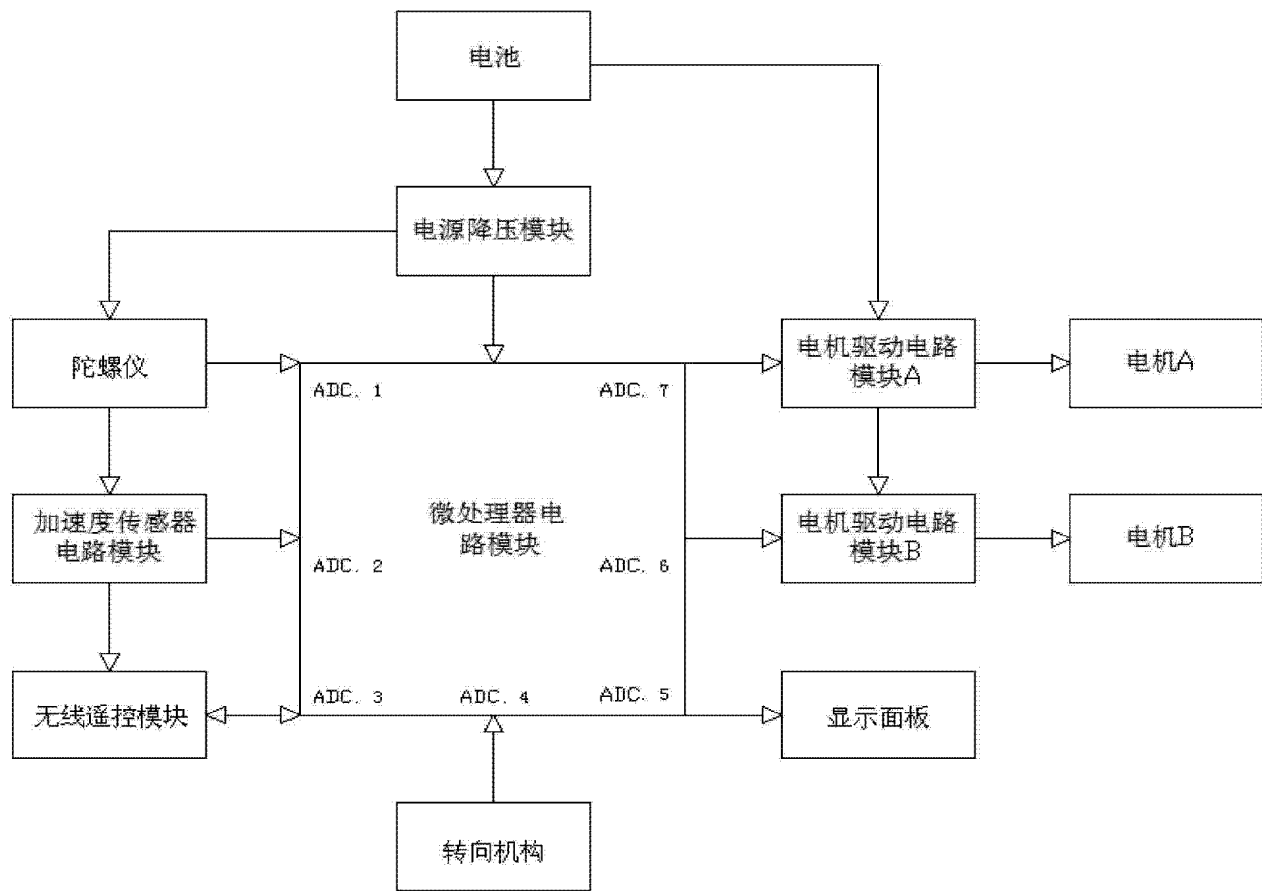 电池
电源降压模块
陀螺仪
ADC. 1
ADC. 7
电机驱动电路
模块A
电机A
加速度传感器
电路模块
微处理器电
路模块
ADC. 2
ADC. 6
电机驱动电路
模块B
电机B
无线遥控模块
ADC. 3
ADC. 4
ADC. 5
显示面板
转向机构